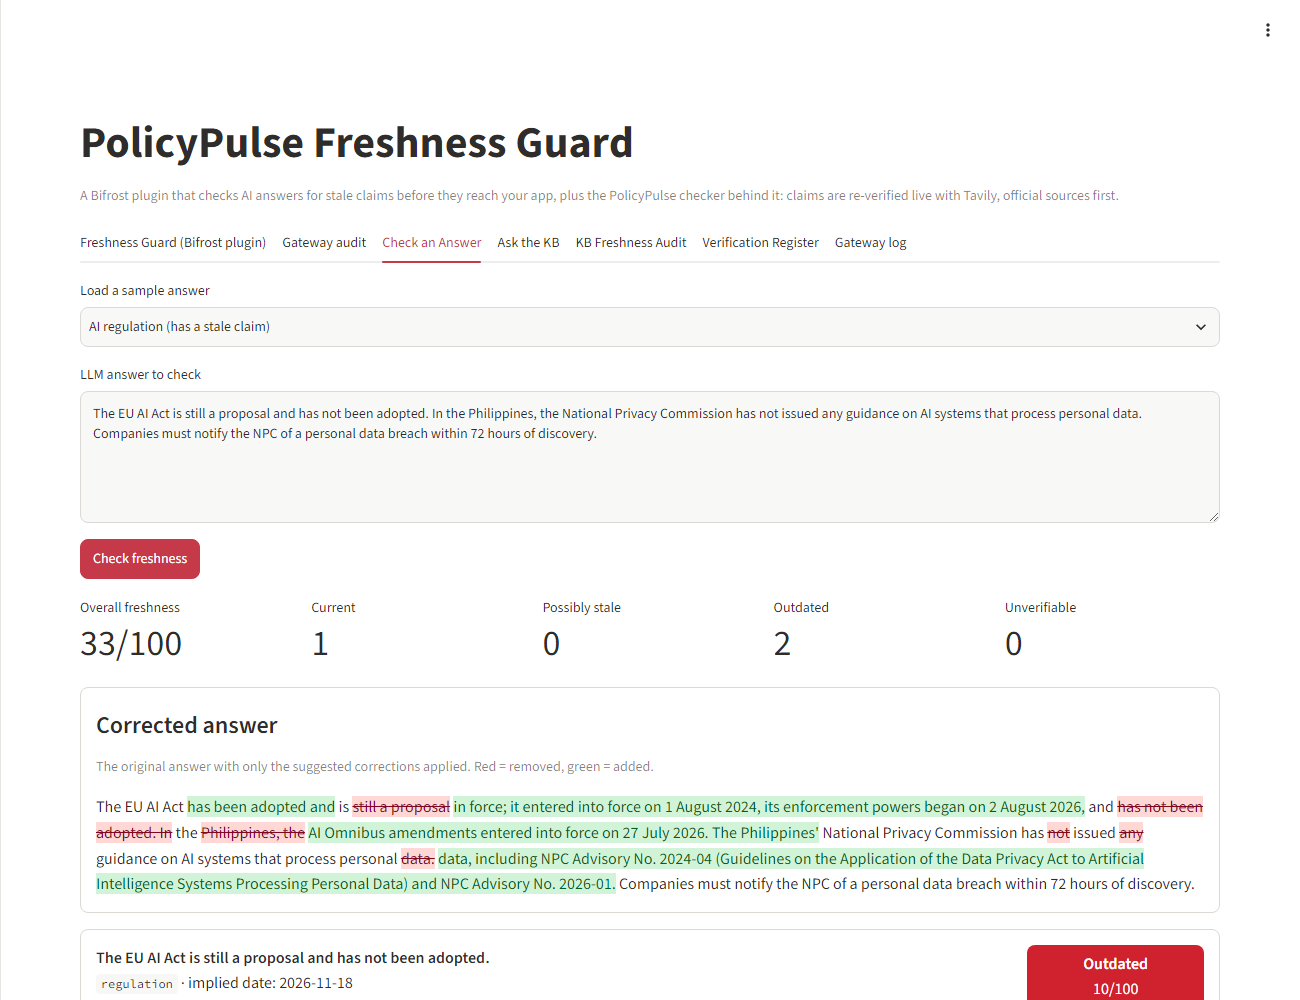 PolicyPulse Freshness Guard
A Bifrost plugin that checks AI answers for stale claims before they reach your app, plus the PolicyPulse checker behind it: claims are re-verified live with Tavily, official sources first.
Freshness Guard (Bifrost plugin) Gateway audit Check an Answer Ask the KB KB Freshness Audit Verification Register Gateway log
Load a sample answer
AI regulation (has a stale claim)
LLM answer to check
The EU AI Act is still a proposal and has not been adopted. In the Philippines, the National Privacy Commission has not issued any guidance on AI systems that process personal data.
Companies must notify the NPC of a personal data breach within 72 hours of discovery.
Check freshness
Overall freshness Current Possibly stale Outdated Unverifiable
33/100 1 0 2 0
Corrected answer
The original answer with only the suggested corrections applied. Red = removed, green = added.
The EU AI Act has been adopted and is still a proposal in force; it entered into force on 1 August 2024, its enforcement powers began on 2 August 2026, and has not been
adopted. In the Philippines, the AI Omnibus amendments entered into force on 27 July 2026. The Philippines' National Privacy Commission has not issued any
guidance on AI systems that process personal data. data, including NPC Advisory No. 2024-04 (Guidelines on the Application of the Data Privacy Act to Artificial
Intelligence Systems Processing Personal Data) and NPC Advisory No. 2026-01. Companies must notify the NPC of a personal data breach within 72 hours of discovery.
The EU AI Act is still a proposal and has not been adopted.
Outdated
regulation · implied date: 2026-11-18
10/100